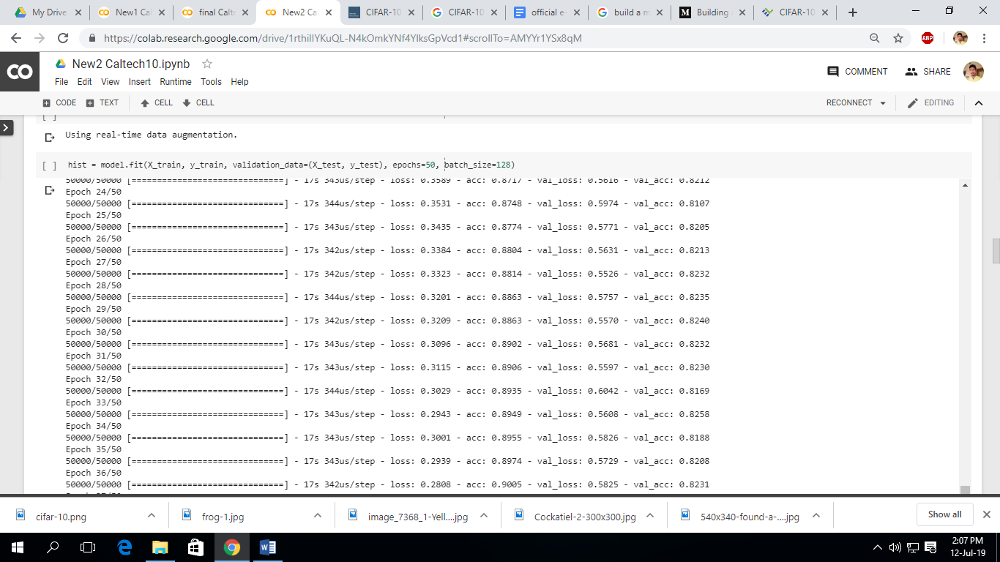 My Drive
New1 Cal
final Calte
New2 Cal
CIFAR-10
CIFAR-10
official e-
build a m
Building
CIFAR-10
https://colab.research.google.com/drive/1rthiIlYKuQL-N4kOmkYNf4YlksGpVcd1#scrollTo=AMYYr1YSx8qM
ABP
CO
New2 Caltech10.ipynb
COMMENT
SHARE
File Edit View Insert Runtime Tools Help
CODE TEXT CELL CELL
RECONNECT
EDITING
[ ]
Using real-time data augmentation.
[ ] hist = model.fit(X_train, y_train, validation_data=(X_test, y_test), epochs=50, batch_size=128)
50000/50000 [==============================] - 17s 343us/step - loss: 0.3589 - acc: 0.8717 - val_loss: 0.5616 - val_acc: 0.8212
Epoch 24/50
50000/50000 [==============================] - 17s 344us/step - loss: 0.3531 - acc: 0.8748 - val_loss: 0.5974 - val_acc: 0.8107
Epoch 25/50
50000/50000 [==============================] - 17s 343us/step - loss: 0.3435 - acc: 0.8774 - val_loss: 0.5771 - val_acc: 0.8205
Epoch 26/50
50000/50000 [==============================] - 17s 342us/step - loss: 0.3384 - acc: 0.8804 - val_loss: 0.5631 - val_acc: 0.8213
Epoch 27/50
50000/50000 [==============================] - 17s 342us/step - loss: 0.3323 - acc: 0.8814 - val_loss: 0.5526 - val_acc: 0.8232
Epoch 28/50
50000/50000 [==============================] - 17s 344us/step - loss: 0.3201 - acc: 0.8863 - val_loss: 0.5757 - val_acc: 0.8235
Epoch 29/50
50000/50000 [==============================] - 17s 342us/step - loss: 0.3209 - acc: 0.8863 - val_loss: 0.5570 - val_acc: 0.8240
Epoch 30/50
50000/50000 [==============================] - 17s 343us/step - loss: 0.3096 - acc: 0.8902 - val_loss: 0.5681 - val_acc: 0.8232
Epoch 31/50
50000/50000 [==============================] - 17s 343us/step - loss: 0.3115 - acc: 0.8906 - val_loss: 0.5597 - val_acc: 0.8230
Epoch 32/50
50000/50000 [==============================] - 17s 344us/step - loss: 0.3029 - acc: 0.8935 - val_loss: 0.6042 - val_acc: 0.8169
Epoch 33/50
50000/50000 [==============================] - 17s 343us/step - loss: 0.2943 - acc: 0.8949 - val_loss: 0.5608 - val_acc: 0.8258
Epoch 34/50
50000/50000 [==============================] - 17s 343us/step - loss: 0.3001 - acc: 0.8955 - val_loss: 0.5826 - val_acc: 0.8188
Epoch 35/50
50000/50000 [==============================] - 17s 343us/step - loss: 0.2939 - acc: 0.8974 - val_loss: 0.5729 - val_acc: 0.8208
Epoch 36/50
50000/50000 [==============================] - 17s 342us/step - loss: 0.2808 - acc: 0.9005 - val_loss: 0.5825 - val_acc: 0.8231
cifar-10.png
frog-1.jpg
image_7368_1-Yell....jpg
Cockatiel-2-300x300.jpg
540x340-found-a-....jpg
Show all
2:07 PM
12-Jul-19